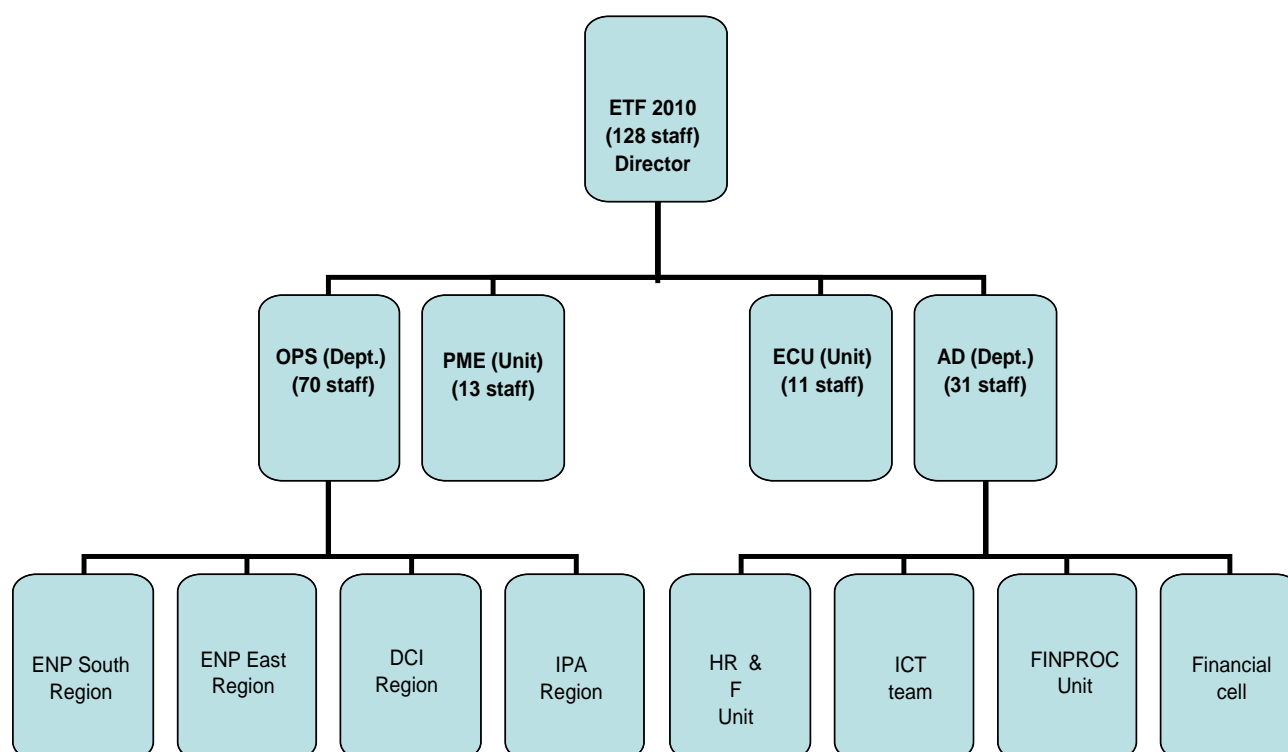 ETF 2010
(128 staff)
Director
OPS (Dept.)
(70 staff)
PME (Unit)
(13 staff)
ECU (Unit)
(11 staff)
AD (Dept.)
(31 staff)
ENP South
Region
ENP East
Region
DCI
Region
IPA
Region
HR & 
F
Unit
ICT
team
FINPROC
Unit
Financial
cell